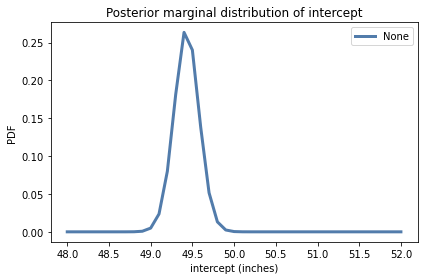 Posterior marginal distribution of intercept
None
PDF
0.25
0.20
0.15
0.10
0.05
0.00
48.0 48.5 49.0 49.5 50.0 50.5 51.0 51.5 52.0
intercept (inches)